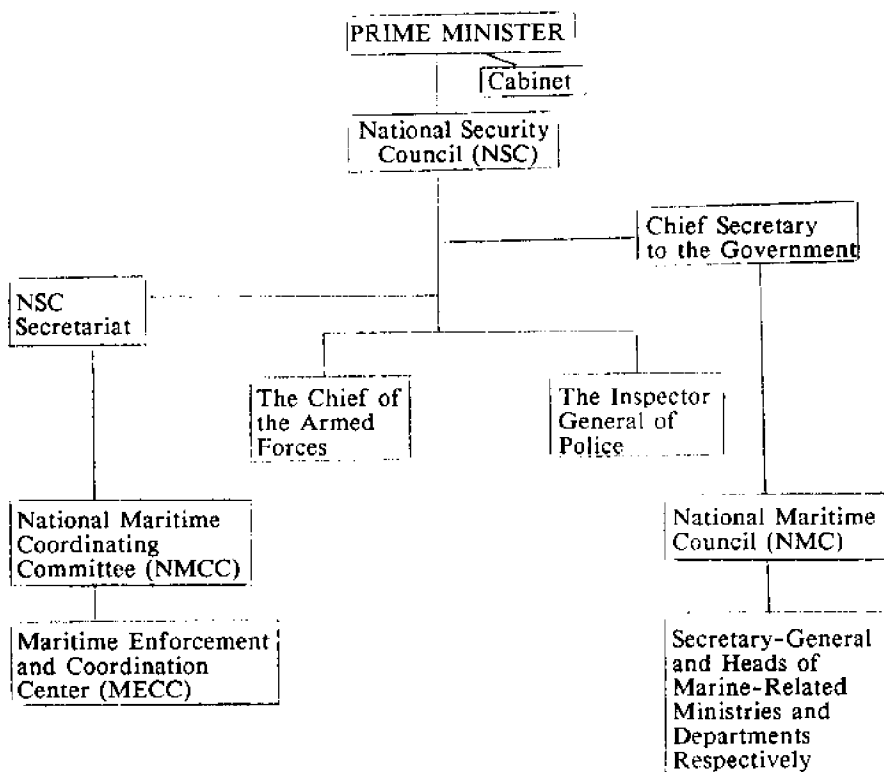 PRIME MINISTER
Cabinet
National Security
Council (NSC)
Chief Secretary
to the Government
NSC
Secretariat
The Chief of
the Armed
Forces
The Inspector
General of
Police
National Maritime
Coordinating
Committee (NMCC)
National Maritime
Council (NMC)
Maritime Enforcement
and Coordination
Center (MECC)
Secretary-General
and Heads of
Marine-Related
Ministries and
Departments
Respectively